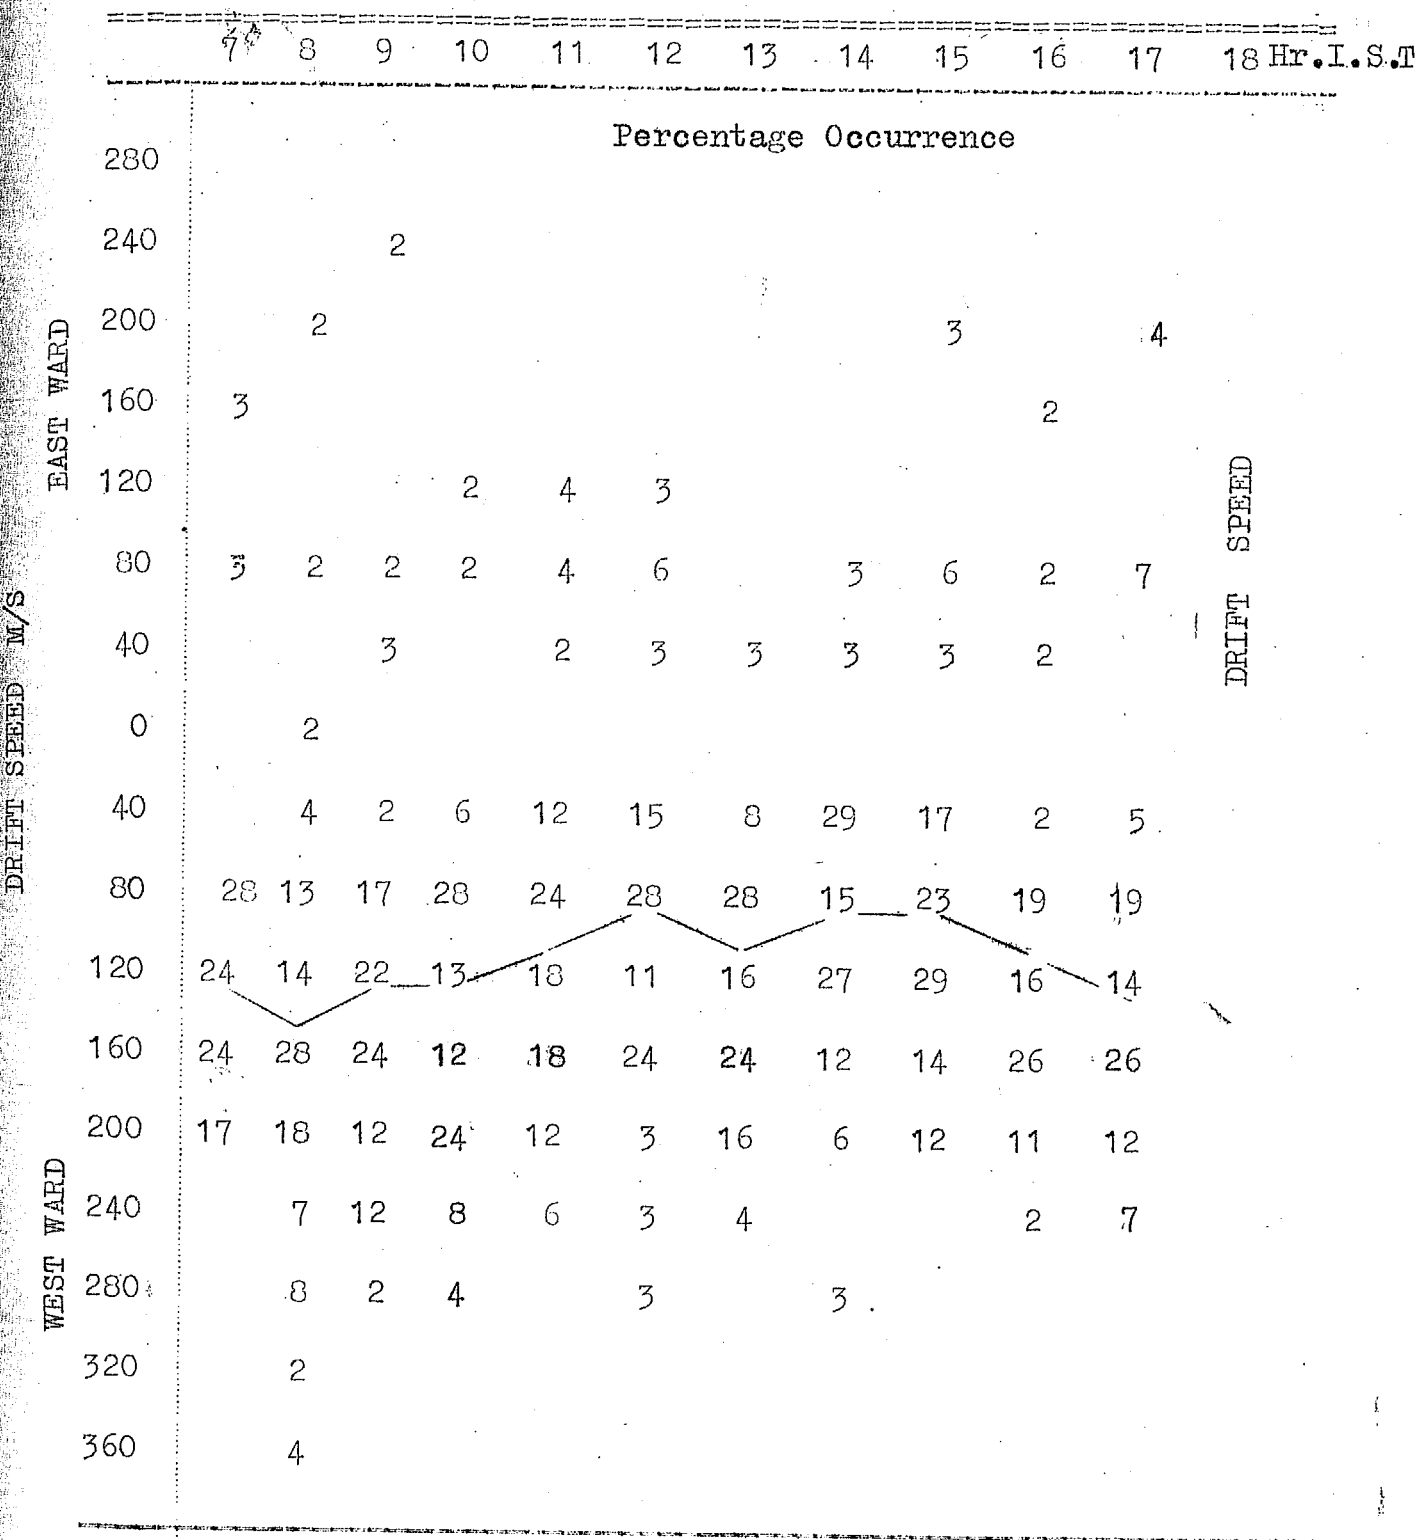 7 8 9 10 11 12 13 14 15 16 17 18 Hr.I.S.T
Percentage Occurrence
280
240 2
200 2 3 4
160 3 2
120 2 4 3
80 3 2 2 2 4 6 3 6 2 7
40 3 2 3 3 3 3 2
0 2
40 4 2 6 12 15 8 29 17 2 5
80 28 13 17 28 24 28 28 15 23 19 19
120 24 14 22 13 18 11 16 27 29 16 14
160 24 28 24 12 18 24 24 12 14 26 26
200 17 18 12 24 12 3 16 6 12 11 12
240 7 12 8 6 3 4 2 7
280 8 2 4 3 3
320 2
360 4
EAST WARD
DRIFT SPEED M/S
WEST WARD
DRIFT SPEED